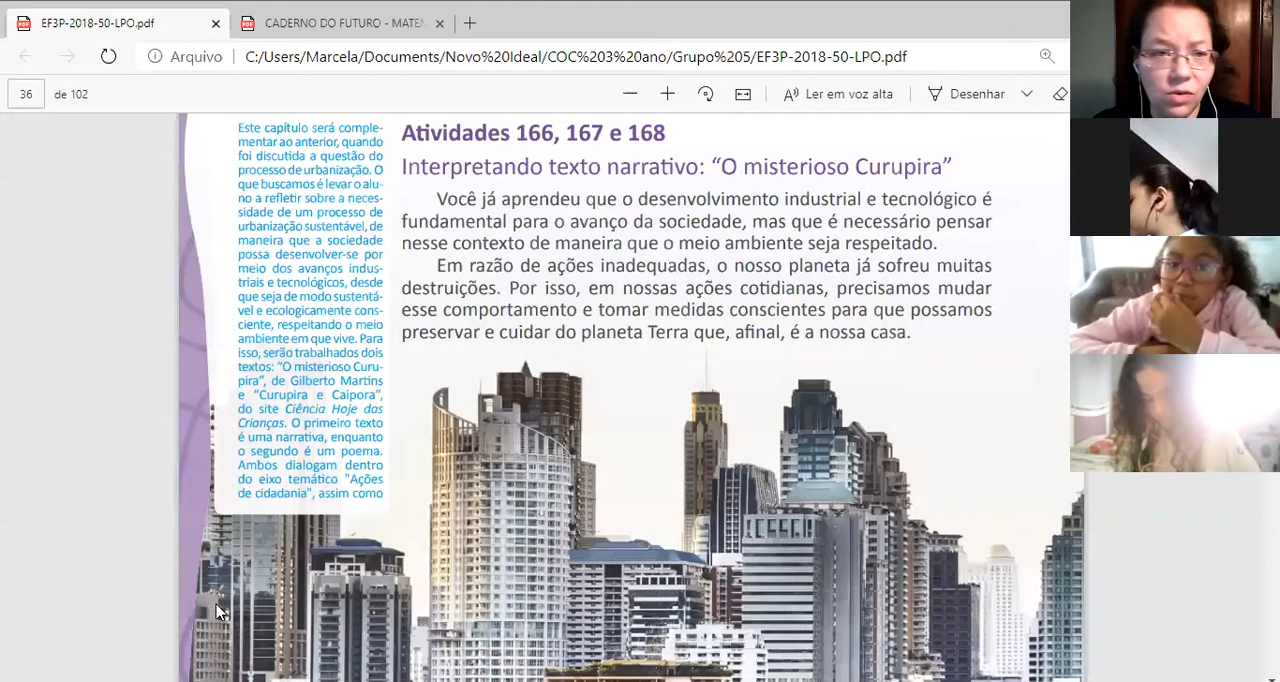 EF3P-2018-50-LPO.pdf
CADERNO DO FUTURO - MATEM
Arquivo
C:/Users/Marcela/Documents/Novo%20Ideal/COC%203%20ano/Grupo%205/EF3P-2018-50-LPO.pdf
36 de 102
Ler em voz alta
Desenhar
Este capítulo será comple-
mentar ao anterior, quando
foi discutida a questão do
processo de urbanização. O
que buscamos é levar o alu-
no a refletir sobre a neces-
sidade de um processo de
urbanização sustentável, de
maneira que a sociedade
possa desenvolver-se por
meio dos avanços indus-
triais e tecnológicos, desde
que seja de modo sustentá-
vel e ecologicamente cons-
ciente, respeitando o meio
ambiente em que vive. Para
isso, serão trabalhados dois
textos: “O misterioso Curu-
pira”, de Gilberto Martins
e “Curupira e Caipora”,
do site Ciência Hoje das
Crianças. O primeiro texto
é uma narrativa, enquanto
o segundo é um poema.
Ambos dialogam dentro
do eixo temático "Ações
de cidadania", assim como
Atividades 166, 167 e 168
Interpretando texto narrativo: “O misterioso Curupira”
Você já aprendeu que o desenvolvimento industrial e tecnológico é
fundamental para o avanço da sociedade, mas que é necessário pensar
nesse contexto de maneira que o meio ambiente seja respeitado.
Em razão de ações inadequadas, o nosso planeta já sofreu muitas
destruições. Por isso, em nossas ações cotidianas, precisamos mudar
esse comportamento e tomar medidas conscientes para que possamos
preservar e cuidar do planeta Terra que, afinal, é a nossa casa.